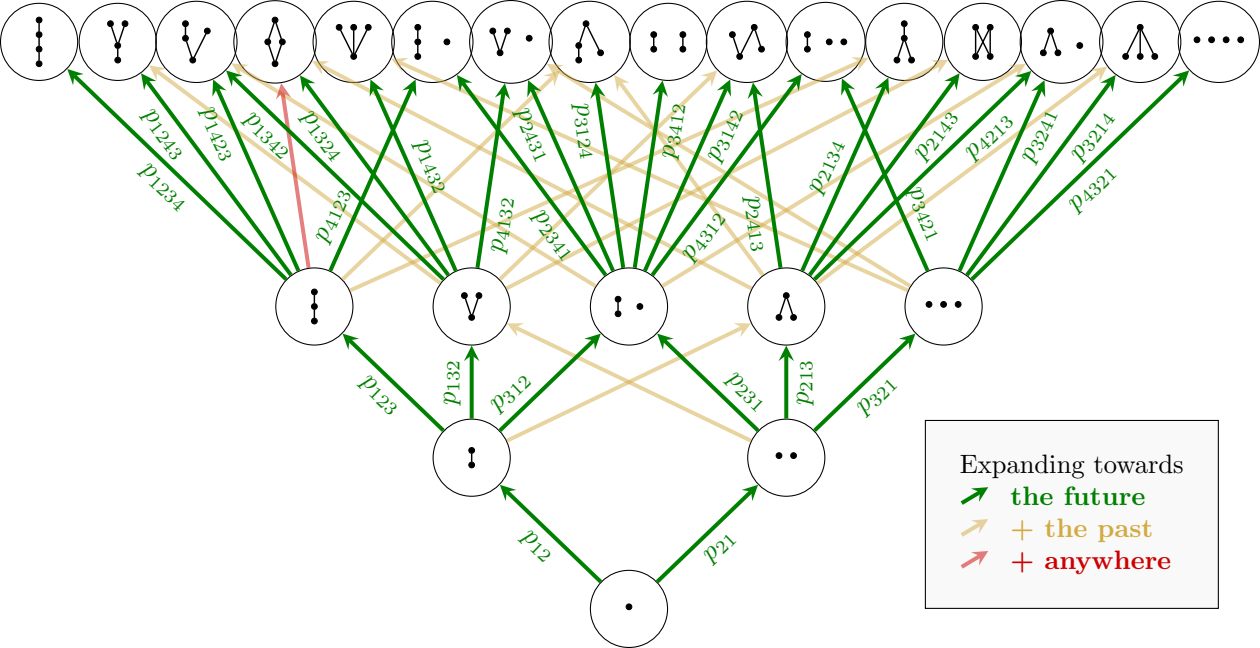 p1243
p1423
p1342
p1324
p1432
p2431
p3124
p3412
p3142
p2134
p2143
p4213
p3241
p3214
p1234
p4123
p4132
p2341
p4312
p2413
p3421
p4321
p123
p132
p312
p231
p213
p321
p12
p21
Expanding towards
the future
+ the past
+ anywhere